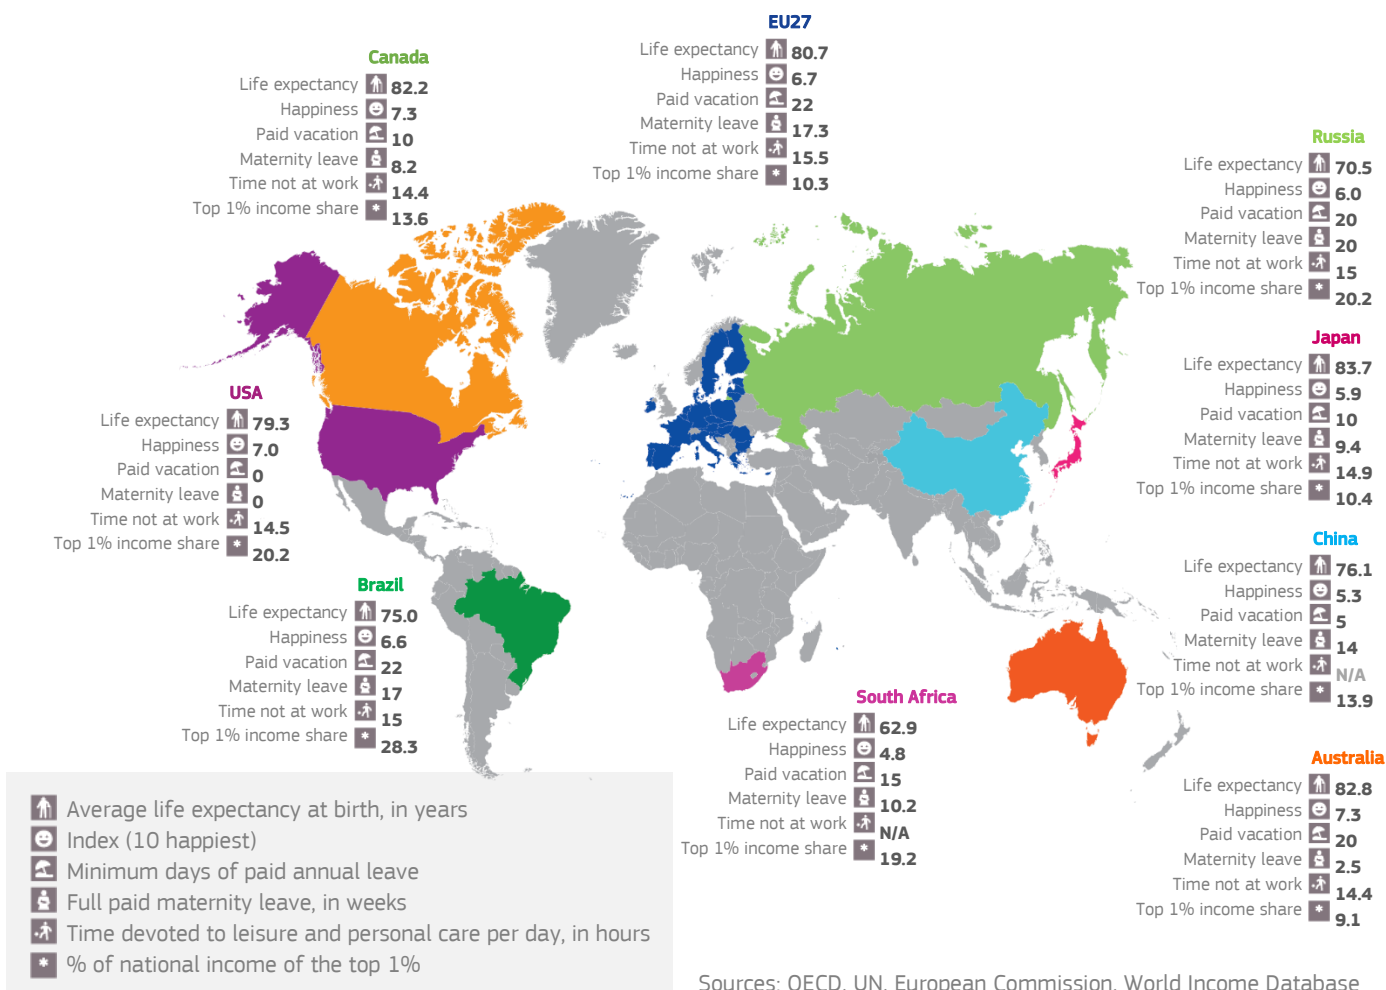 EU27
Life expectancy 80.7
Happiness 6.7
Paid vacation 22
Maternity leave 17.3
Time not at work 15.5
Top 1% income share 10.3
Canada
Life expectancy 82.2
Happiness 7.3
Paid vacation 10
Maternity leave 8.2
Time not at work 14.4
Top 1% income share 13.6
Russia
Life expectancy 70.5
Happiness 6.0
Paid vacation 20
Maternity leave 20
Time not at work 15
Top 1% income share 20.2
Japan
Life expectancy 83.7
Happiness 5.9
Paid vacation 10
Maternity leave 9.4
Time not at work 14.9
Top 1% income share 10.4
USA
Life expectancy 79.3
Happiness 7.0
Paid vacation 0
Maternity leave 0
Time not at work 14.5
Top 1% income share 20.2
China
Life expectancy 76.1
Happiness 5.3
Paid vacation 5
Maternity leave 14
Time not at work N/A
Top 1% income share 13.9
Brazil
Life expectancy 75.0
Happiness 6.6
Paid vacation 22
Maternity leave 17
Time not at work 15
Top 1% income share 28.3
South Africa
Life expectancy 62.9
Happiness 4.8
Paid vacation 15
Maternity leave 10.2
Time not at work N/A
Top 1% income share 19.2
Australia
Life expectancy 82.8
Happiness 7.3
Paid vacation 20
Maternity leave 2.5
Time not at work 14.4
Top 1% income share 9.1
Average life expectancy at birth, in years
Index (10 happiest)
Minimum days of paid annual leave
Full paid maternity leave, in weeks
Time devoted to leisure and personal care per day, in hours
* % of national income of the top 1%
Sources: OECD, UN, European Commission, World Income Database